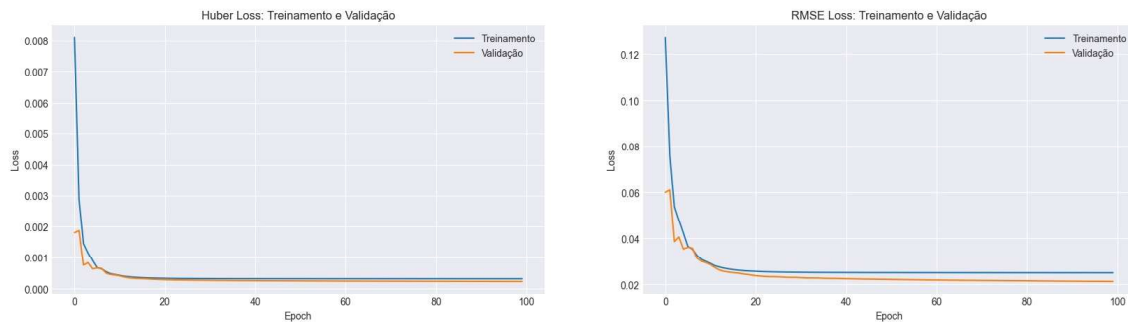 Huber Loss: Treinamento e Validação
0.008
0.007
0.006
0.005
0.004
0.003
0.002
0.001
0.000
Loss
Treinamento
Validação
0
20
40
60
80
100
Epoch
RMSE Loss: Treinamento e Validação
0.12
0.10
0.08
0.06
0.04
0.02
Loss
Treinamento
Validação
0
20
40
60
80
100
Epoch